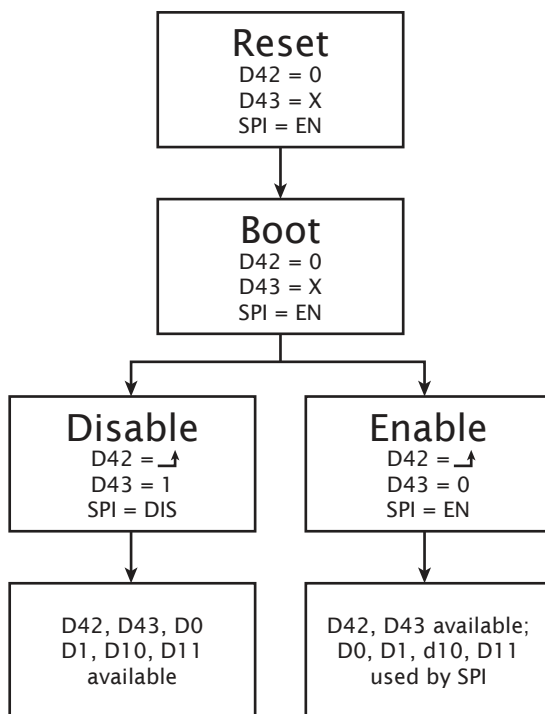 Reset
D42 = 0
D43 = X
SPI = EN
Boot
D42 = 0
D43 = X
SPI = EN
Disable
D42 =
D43 = 1
SPI = DIS
Enable
D42 =
D43 = 0
SPI = EN
D42, D43, D0
D1, D10, D11
available
D42, D43 available;
D0, D1, d10, D11
used by SPI